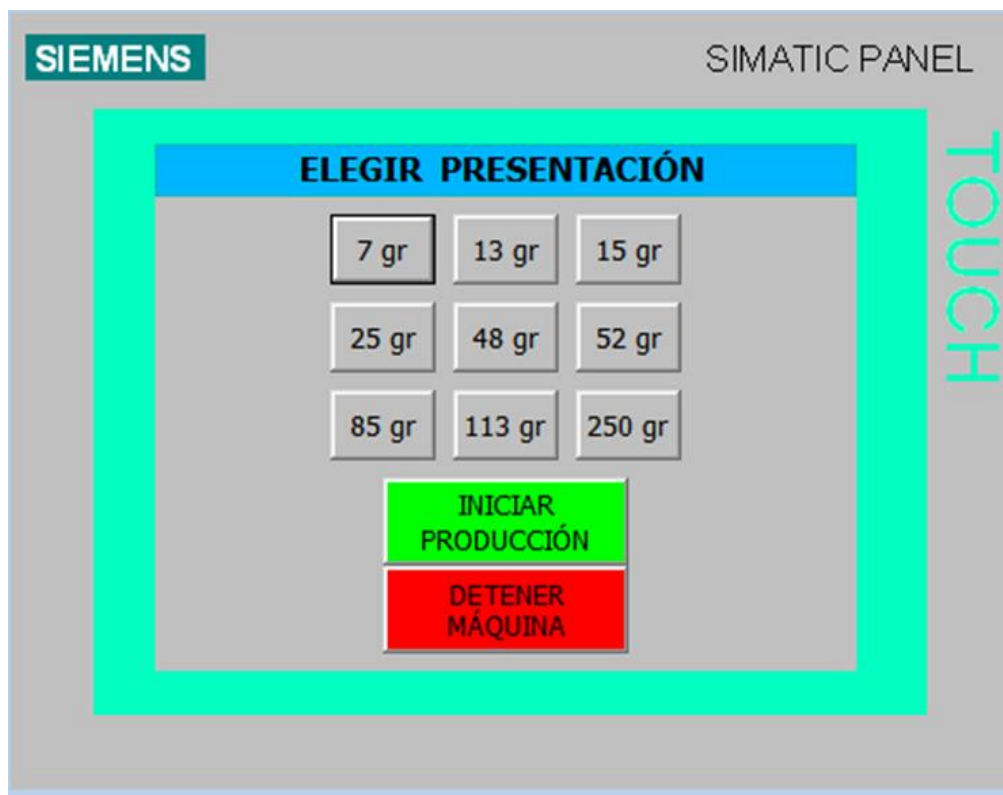 SIEMENS
SIMATIC PANEL
TOUCH
ELEGIR PRESENTACIÓN
7 gr
13 gr
15 gr
25 gr
48 gr
52 gr
85 gr
113 gr
250 gr
INICIAR
PRODUCCIÓN
DETENER
MÁQUINA